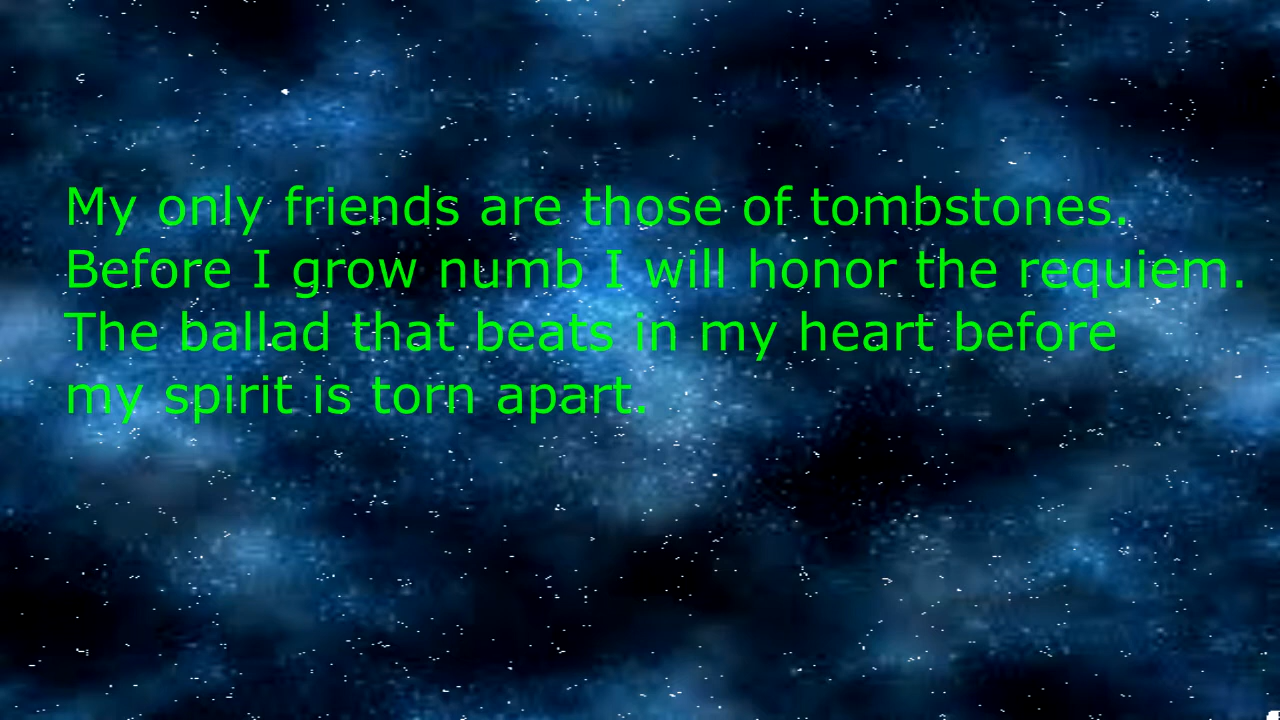 My only friends are those of tombstones.
Before I grow numb I will honor the requiem.
The ballad that beats in my heart before
my spirit is torn apart.